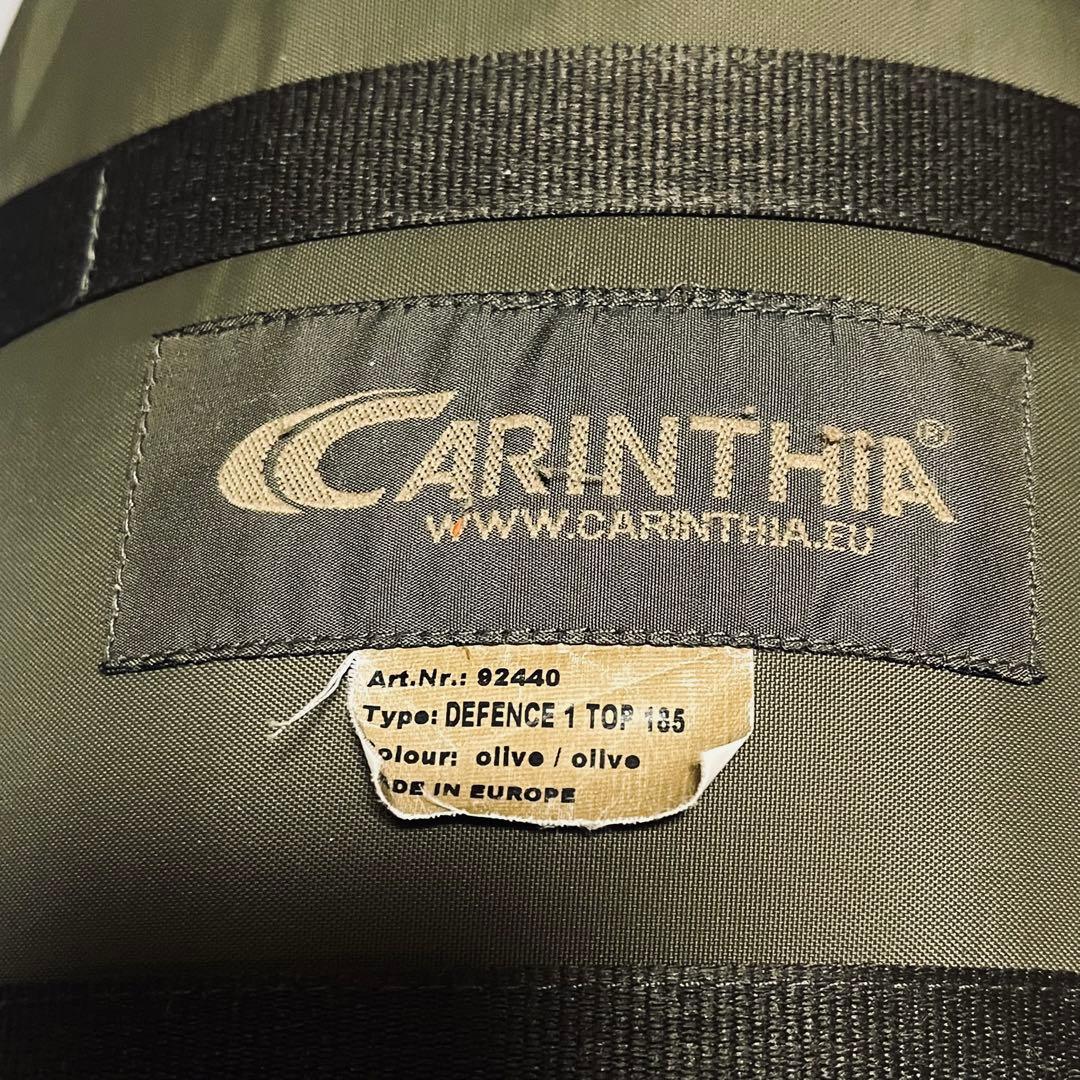 CARINTHIA®
WWW.CARINTHIA.EU
Art.Nr.: 92440
Type: DEFENCE 1 TOP 185
olour: olive / olive
ADE IN EUROPE